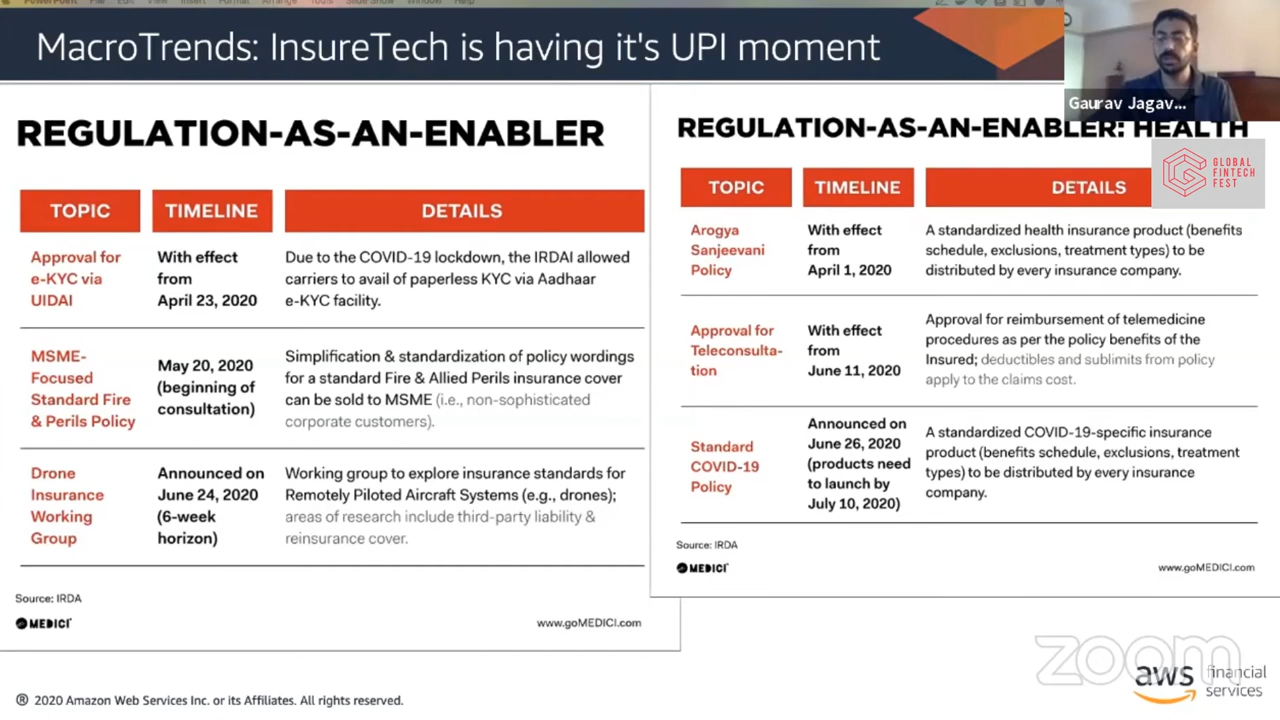 MacroTrends: InsureTech is having it's UPI moment
Gaurav Jagav...
GLOBAL
FINTECH
FEST
REGULATION-AS-AN-ENABLER
TOPIC TIMELINE DETAILS
Approval for
e-KYC via
UIDAI
With effect
from
April 23, 2020
Due to the COVID-19 lockdown, the IRDAI allowed
carriers to avail of paperless KYC via Aadhaar
e-KYC facility.
MSME-
Focused
Standard Fire
& Perils Policy
May 20, 2020
(beginning of
consultation)
Simplification & standardization of policy wordings
for a standard Fire & Allied Perils insurance cover
can be sold to MSME (i.e., non-sophisticated
corporate customers).
Drone
Insurance
Working
Group
Announced on
June 24, 2020
(6-week
horizon)
Working group to explore insurance standards for
Remotely Piloted Aircraft Systems (e.g., drones);
areas of research include third-party liability &
reinsurance cover.
Source: IRDA
MEDICI
www.goMEDICI.com
REGULATION-AS-AN-ENABLER: HEALTH
TOPIC TIMELINE DETAILS
Arogya
Sanjeevani
Policy
With effect
from
April 1, 2020
A standardized health insurance product (benefits
schedule, exclusions, treatment types) to be
distributed by every insurance company.
Approval for
Teleconsulta-
tion
With effect
from
June 11, 2020
Approval for reimbursement of telemedicine
procedures as per the policy benefits of the
Insured; deductibles and sublimits from policy
apply to the claims cost.
Standard
COVID-19
Policy
Announced on
June 26, 2020
(products need
to launch by
July 10, 2020)
A standardized COVID-19-specific insurance
product (benefits schedule, exclusions, treatment
types) to be distributed by every insurance
company.
Source: IRDA
MEDICI
www.goMEDICI.com
zoom
aws financial
services
® 2020 Amazon Web Services Inc. or its Affiliates. All rights reserved.